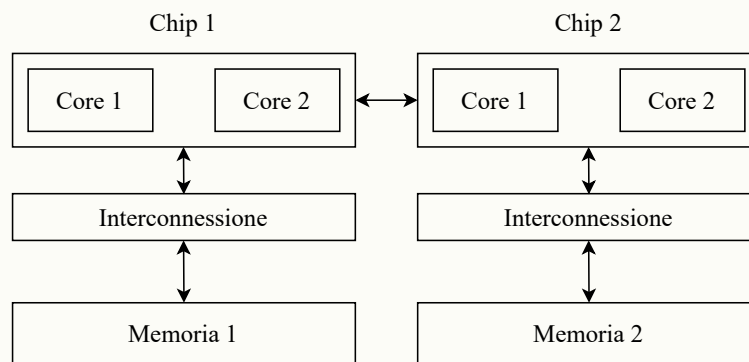 Chip 1
Chip 2
Core 1
Core 2
Core 1
Core 2
Interconnessione
Interconnessione
Memoria 1
Memoria 2